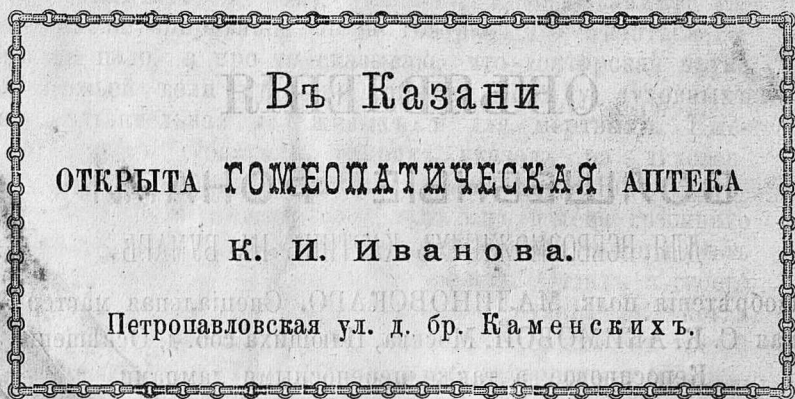 Въ Казани
ОТКРЫТА ГОМЕОПАТИЧЕСКАЯ АПТЕКА
К. И. Иванова.
Петропавловская ул. д. бр. Каменскихъ.